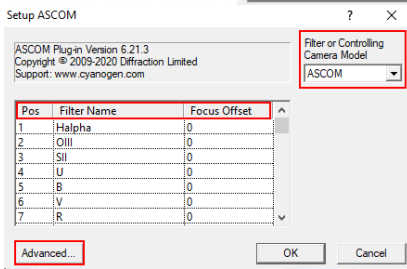 Setup ASCOM ? ×
ASCOM Plug-in Version 6.21.3
Copyright © 2009-2020 Diffraction Limited
Support: www.cyanogen.com
Filter or Controlling
Camera Model
ASCOM
Pos Filter Name Focus Offset
1 Halpha 0
2 OIII 0
3 SII 0
4 U 0
5 B 0
6 V 0
7 R 0
Advanced... OK Cancel